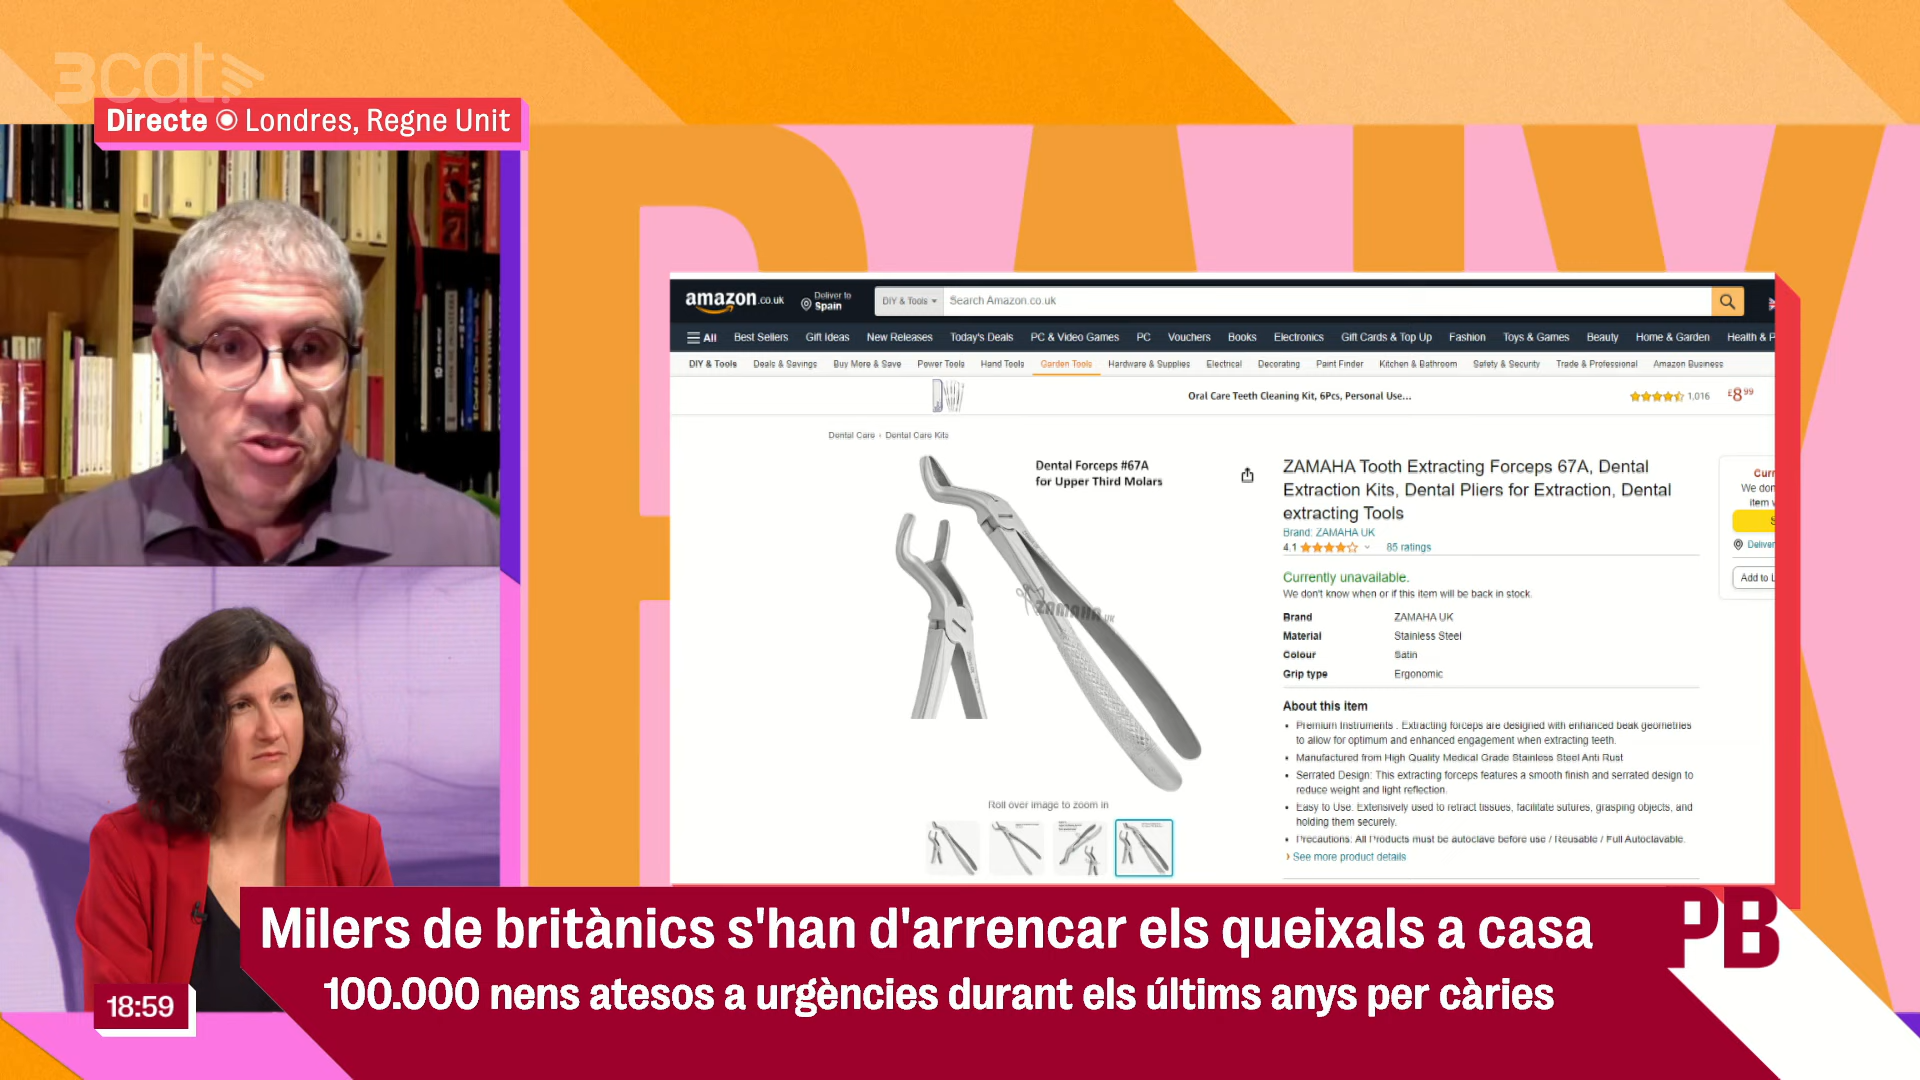 3cat
Directe Londres, Regne Unit
amazon.co.uk
Deliver to
Spain
DIY & Tools
Search Amazon.co.uk
All Best Sellers Gift Ideas New Releases Today's Deals PC & Video Games PC Vouchers Books Electronics Gift Cards & Top Up Fashion Toys & Games Beauty Home & Garden Health & P
DIY & Tools Deals & Savings Buy More & Save Power Tools Hand Tools Garden Tools Hardware & Supplies Electrical Decorating Paint Finder Kitchen & Bathroom Safety & Security Trade & Professional Amazon Business
Oral Care Teeth Cleaning Kit, 6Pcs, Personal Use...
1,016
£899
Dental Care › Dental Care Kits
Dental Forceps #67A
for Upper Third Molars
ZAMAHA UK
Roll over image to zoom in
ZAMAHA Tooth Extracting Forceps 67A, Dental
Extraction Kits, Dental Pliers for Extraction, Dental
extracting Tools
Brand: ZAMAHA UK
4.1
85 ratings
Currently unavailable.
We don't know when or if this item will be back in stock.
Brand ZAMAHA UK
Material Stainless Steel
Colour Satin
Grip type Ergonomic
About this item
• Premium Instruments . Extracting forceps are designed with enhanced beak geometries
to allow for optimum and enhanced engagement when extracting teeth.
• Manufactured from High Quality Medical Grade Stainless Steel Anti Rust
• Serrated Design: This extracting forceps features a smooth finish and serrated design to
reduce weight and light reflection.
• Easy to Use. Extensively used to retract tissues, facilitate sutures, grasping objects, and
holding them securely.
• Precautions: All Products must be autoclave before use / Reusable / Full Autoclavable.
› See more product details
Curr
We don
item w
S
Deliver
Add to L
Milers de britànics s'han d'arrencar els queixals a casa
PB
100.000 nens atesos a urgències durant els últims anys per càries
18:59